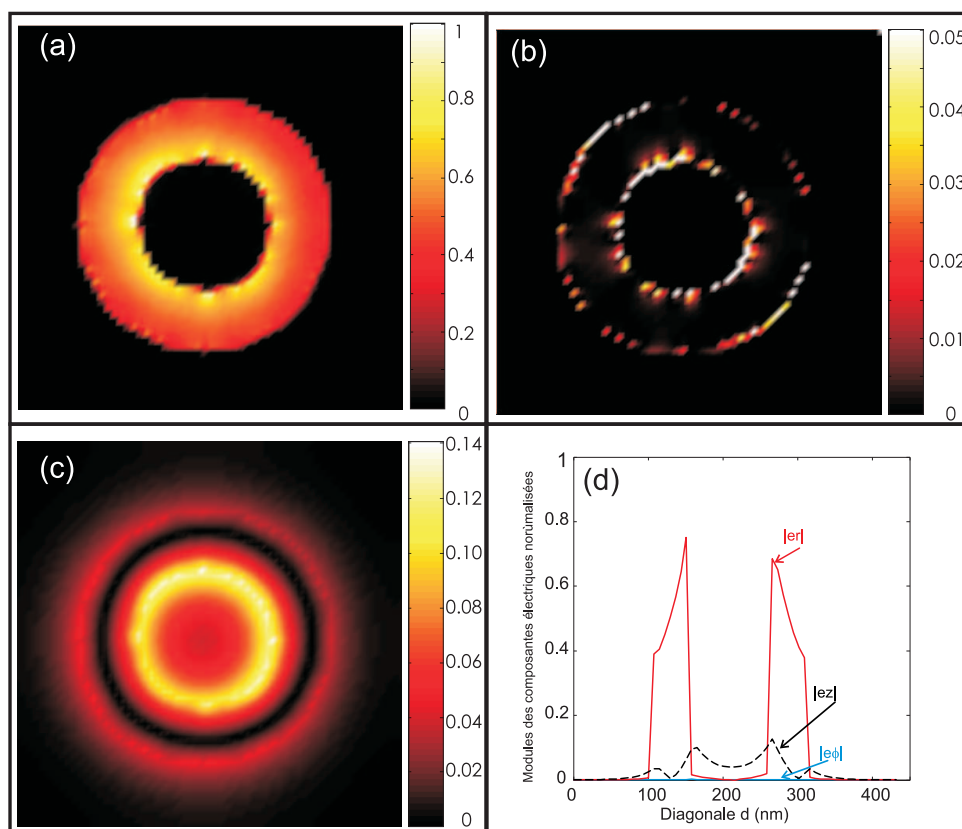 (a)
1
0.8
0.6
0.4
0.2
0
(b)
0.05
0.04
0.03
0.02
0.01
0
(c)
0.14
0.12
0.10
0.08
0.06
0.04
0.02
0
(d)
Modules des composantes électriques norùmalisées
1
0.8
0.6
0.4
0.2
0
|er|
|ez|
|eϕ|
0 100 200 300 400
Diagonale d (nm)